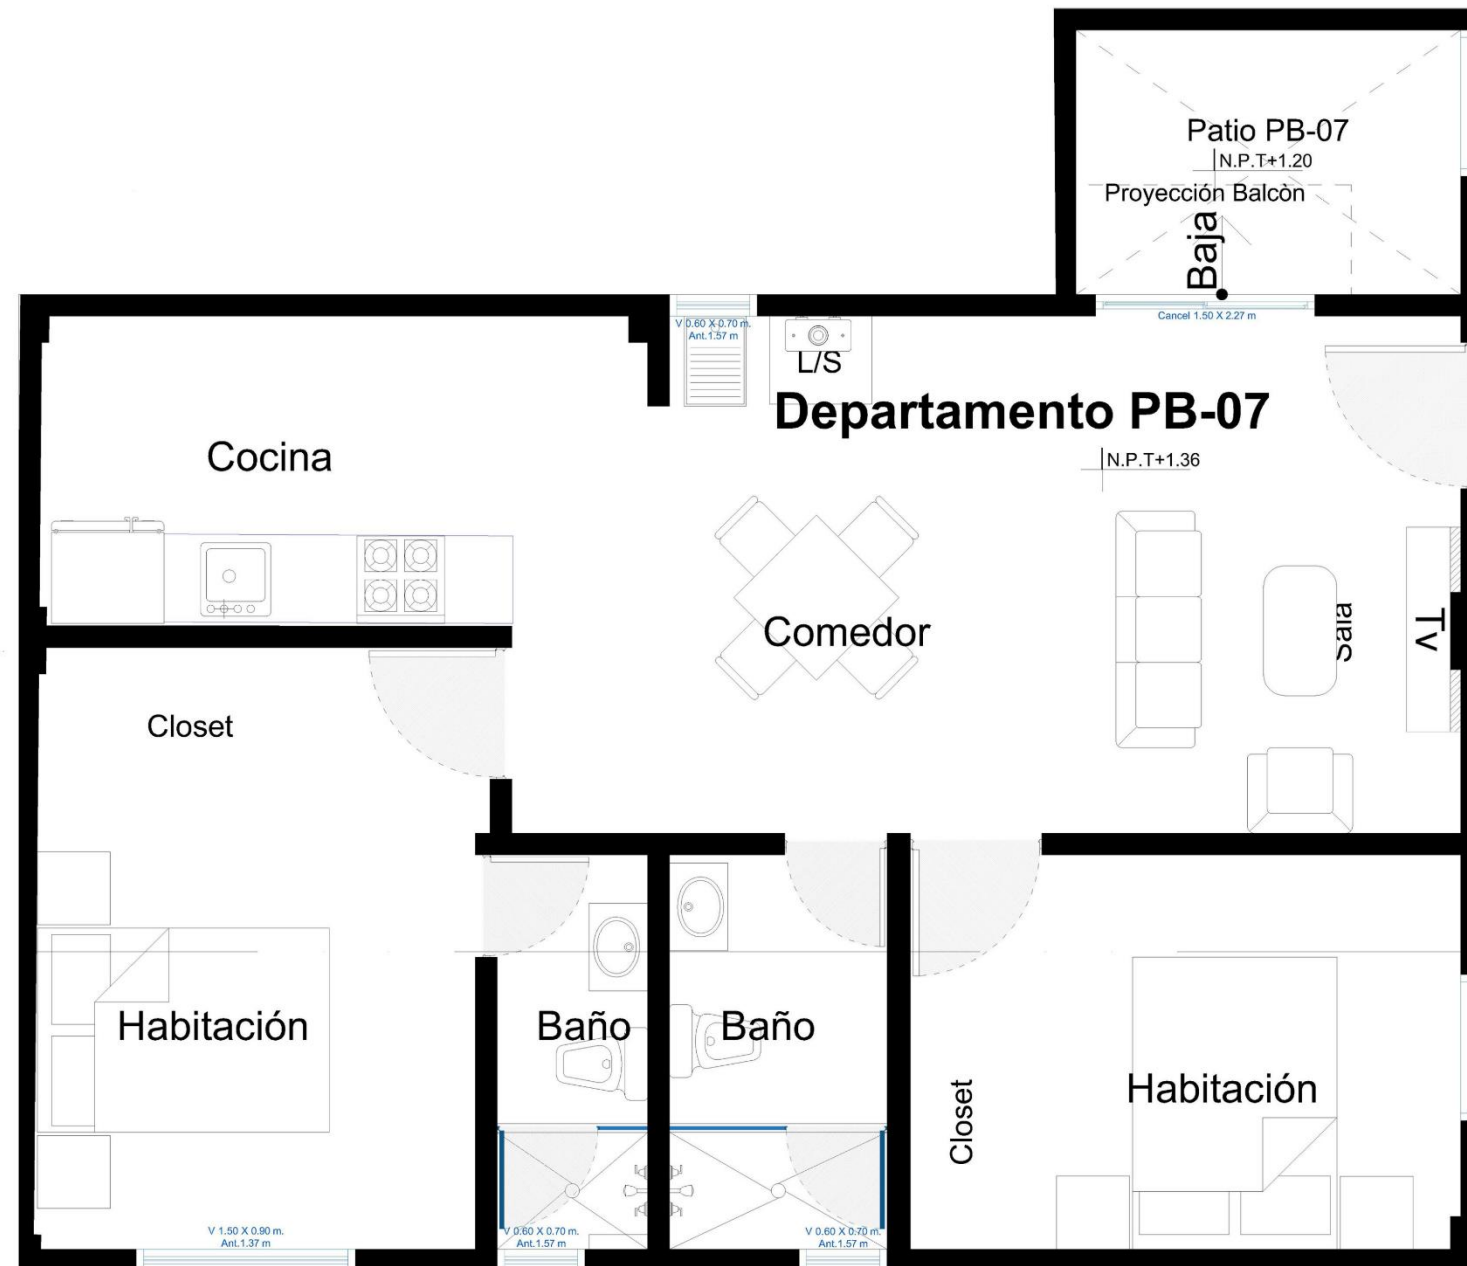 Patio PB-07
N.P.T+1.20
Proyección Balcòn
Baja
Cancel 1.50 X 2.27 m
V 0.60 X 0.70 m.
Ant.1.57 m
L/S
Departamento PB-07
N.P.T+1.36
Cocina
Comedor
Sala
Tv
Closet
Habitación
Baño
Baño
Closet
Habitación
V 1.50 X 0.90 m.
Ant.1.37 m
V 0.60 X 0.70 m.
Ant.1.57 m
V 0.60 X 0.70 m.
Ant.1.57 m